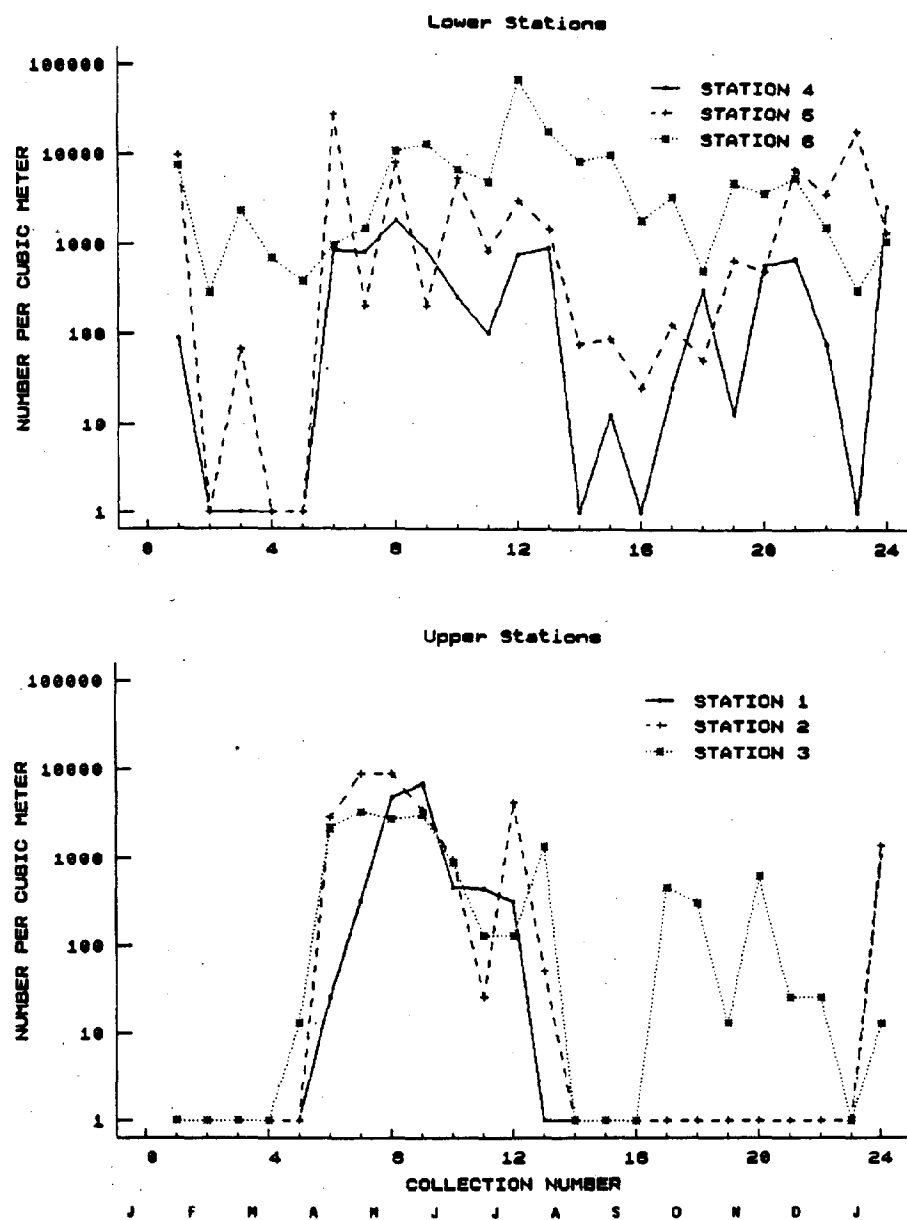 Lower Stations
100000
10000
1000
100
10
1
NUMBER PER CUBIC METER
STATION 4
STATION 5
STATION 6
0 4 8 12 16 20 24
Upper Stations
100000
10000
1000
100
10
1
NUMBER PER CUBIC METER
STATION 1
STATION 2
STATION 3
0 4 8 12 16 20 24
COLLECTION NUMBER
J F M A M J J A S O N D J